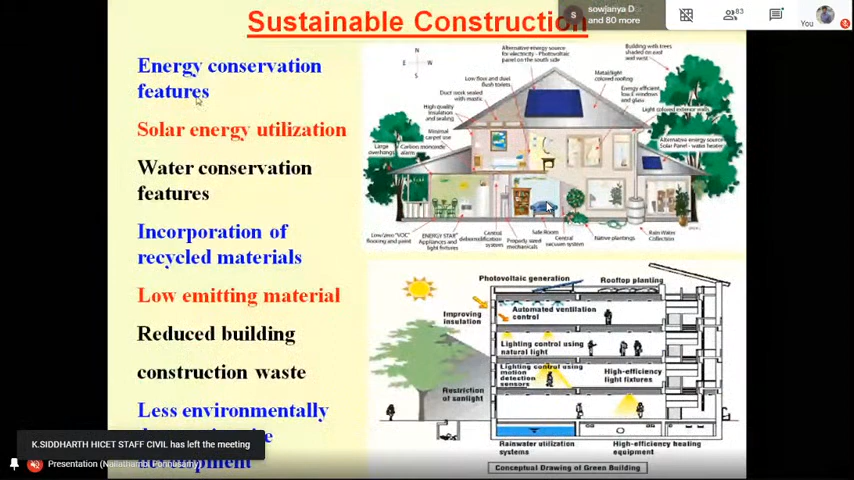 Sustainable Construction
sowjanya D
and 80 more
83
You
Energy conservation
features
Solar energy utilization
Water conservation
features
Incorporation of
recycled materials
Low emitting material
Reduced building
construction waste
Less environmentally
K.SIDDHARTH HICET STAFF CIVIL has left the meeting
Presentation (Nallathambi Ponnusamy)
N
W
S
Alternative energy source
for electricity - Photovoltaic
panel on the south side
Building with trees
shaded on east
and west
Low flow and dual
flush toilets
Metal/light
colored roofing
Duct work sealed
with mastic
Energy efficient
low E windows
and glass
High quality
insulation and sealing
Light colored exterior walls
Minimal
carpet use
Alternative energy source
Solar Panel - water heater
Large
overhangs
Carbon monoxide
alarm
Low/zero "VOC"
flooring and paint
ENERGY STAR
Appliances and
light fixtures
Central
dehumidification
system
Properly sized
mechanicals
Safe Room
Central
vacuum system
Native plantings
Rain Water
Collection
Photovoltaic generation
Rooftop planting
Improving
insulation
Automated ventilation
control
Lighting control using
natural light
Lighting control using
motion
detection
sensors
High-efficiency
light fixtures
Restriction
of sunlight
Rainwater utilization
systems
High-efficiency heating
equipment
Conceptual Drawing of Green Building